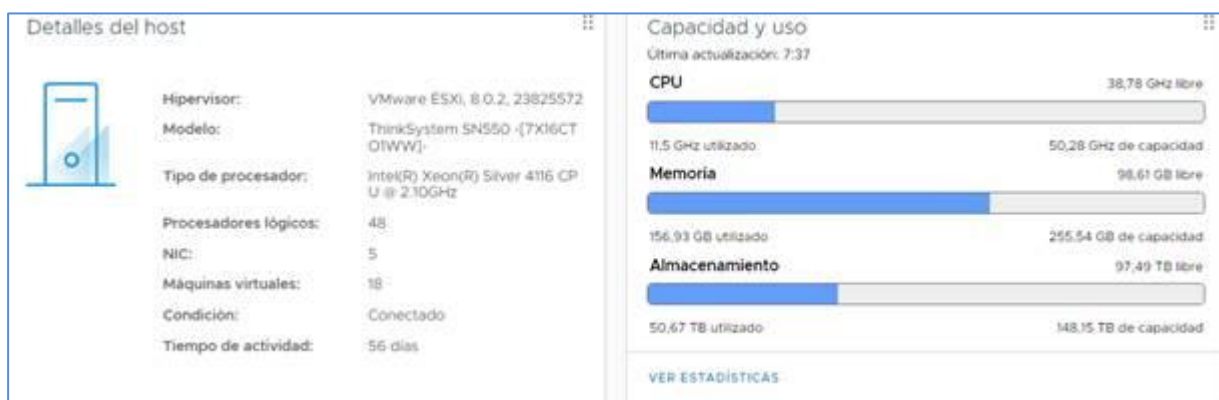 Detalles del host
Hipervisor: VMware ESXi, 8.0.2, 23825572
Modelo: ThinkSystem SN550 -[7X16CT
O1WW]-
Tipo de procesador: Intel(R) Xeon(R) Silver 4116 CP
U @ 2.10GHz
Procesadores lógicos: 48
NIC: 5
Máquinas virtuales: 18
Condición: Conectado
Tiempo de actividad: 56 días
Capacidad y uso
Última actualización: 7:37
CPU 38,78 GHz libre
11,5 GHz utilizado 50,28 GHz de capacidad
Memoria 98,61 GB libre
156,93 GB utilizado 255,54 GB de capacidad
Almacenamiento 97,49 TB libre
50,67 TB utilizado 148,15 TB de capacidad
VER ESTADÍSTICAS